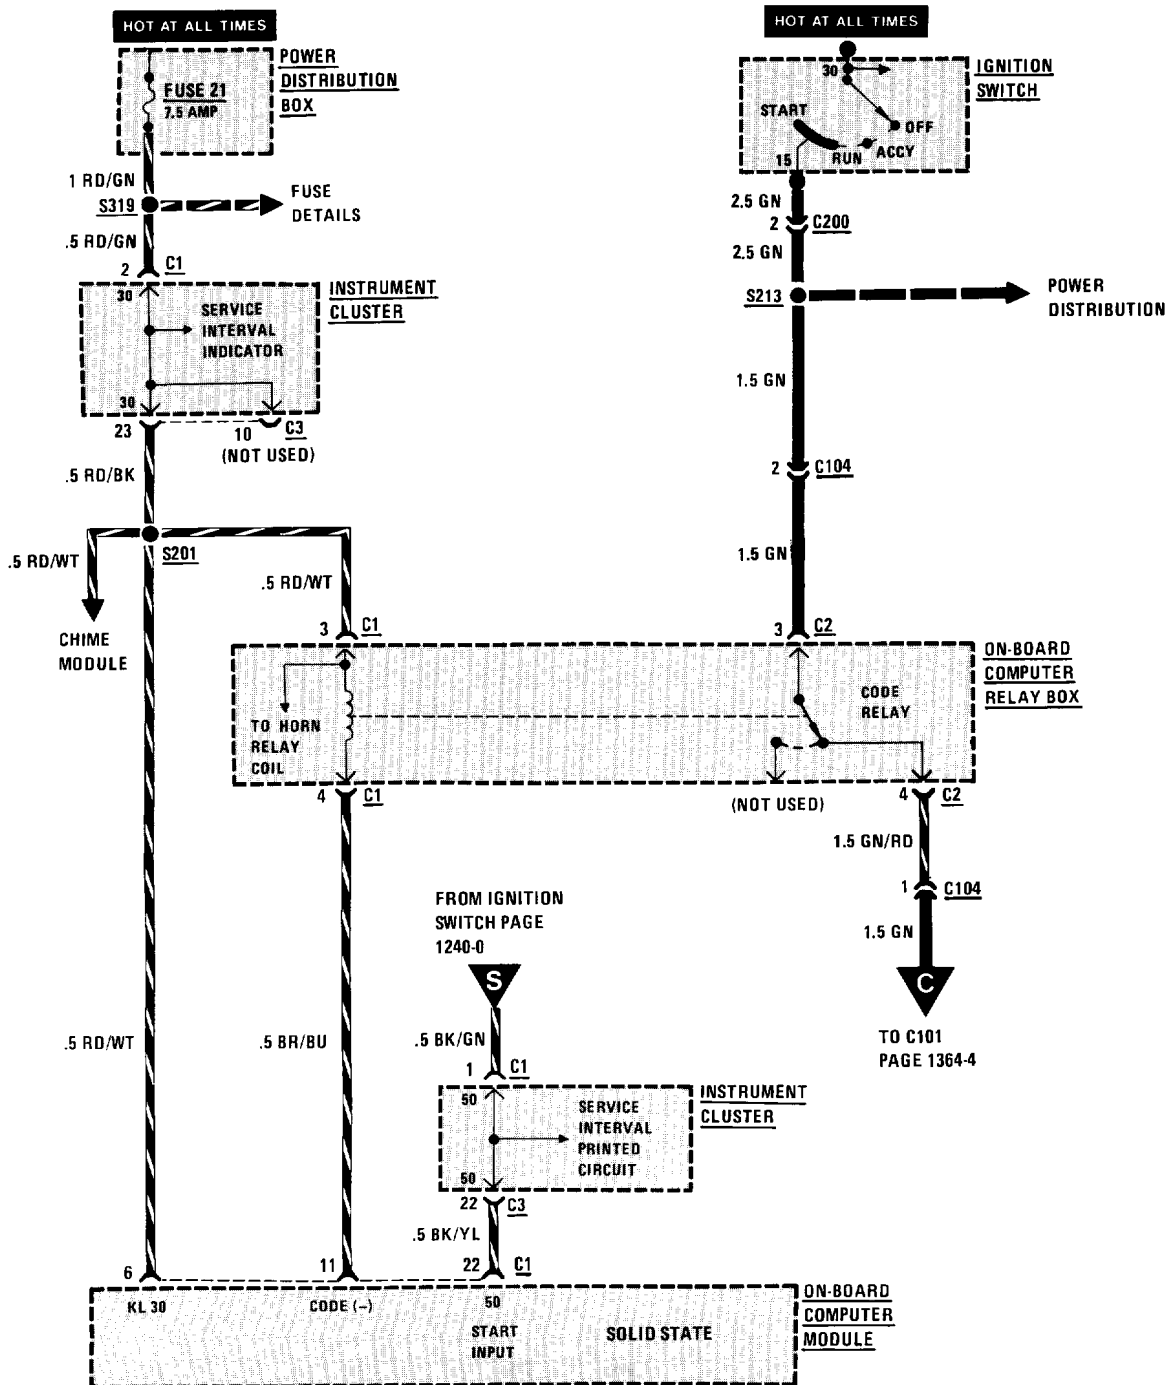 HOT AT ALL TIMES
POWER
DISTRIBUTION
BOX
FUSE 21
7.5 AMP
1 RD/GN
S319
FUSE
DETAILS
.5 RD/GN
2 C1
30
INSTRUMENT
CLUSTER
SERVICE
INTERVAL
INDICATOR
30
23
10 C3
(NOT USED)
.5 RD/BK
S201
.5 RD/WT
.5 RD/WT
CHIME
MODULE
HOT AT ALL TIMES
IGNITION
SWITCH
30
START
OFF
ACCY
RUN
15
2.5 GN
2 C200
2.5 GN
S213
POWER
DISTRIBUTION
1.5 GN
2 C104
1.5 GN
3 C1
3 C2
ON-BOARD
COMPUTER
RELAY BOX
CODE
RELAY
TO HORN
RELAY
COIL
4 C1
(NOT USED)
4 C2
1.5 GN/RD
1 C104
1.5 GN
C
TO C101
PAGE 1364-4
FROM IGNITION
SWITCH PAGE
1240-0
S
.5 RD/WT
.5 BR/BU
.5 BK/GN
1 C1
50
INSTRUMENT
CLUSTER
SERVICE
INTERVAL
PRINTED
CIRCUIT
50
22 C3
.5 BK/YL
6
11
22 C1
KL 30
CODE (–)
50
START
INPUT
SOLID STATE
ON-BOARD
COMPUTER
MODULE